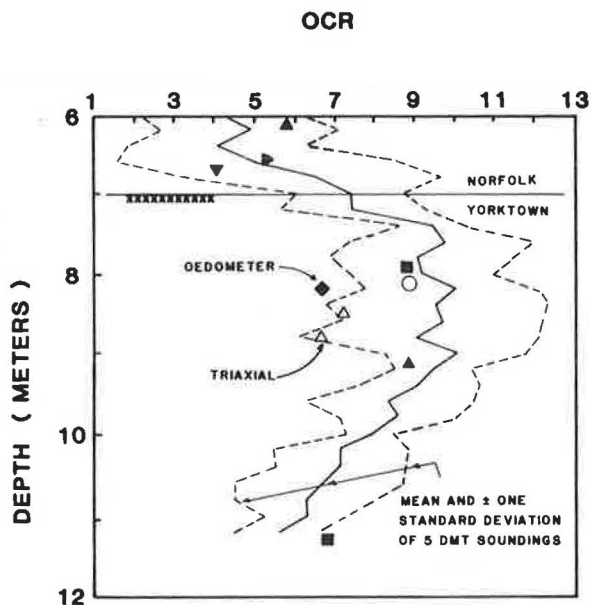 OCR
1 3 5 7 9 11 13
6
NORFOLK
xxxxxxxxxxx
YORKTOWN
OEDOMETER
8
TRIAXIAL
10
MEAN AND ± ONE
STANDARD DEVIATION
OF 5 DMT SOUNDINGS
12
DEPTH (METERS)